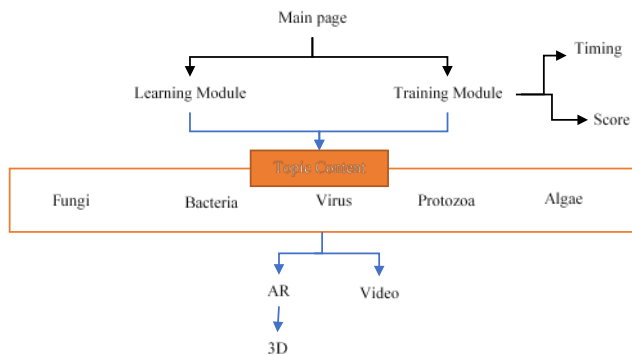 Main page
Timing
Learning Module
Training Module
Score
Topic Content
Fungi
Bacteria
Virus
Protozoa
Algae
AR
Video
3D